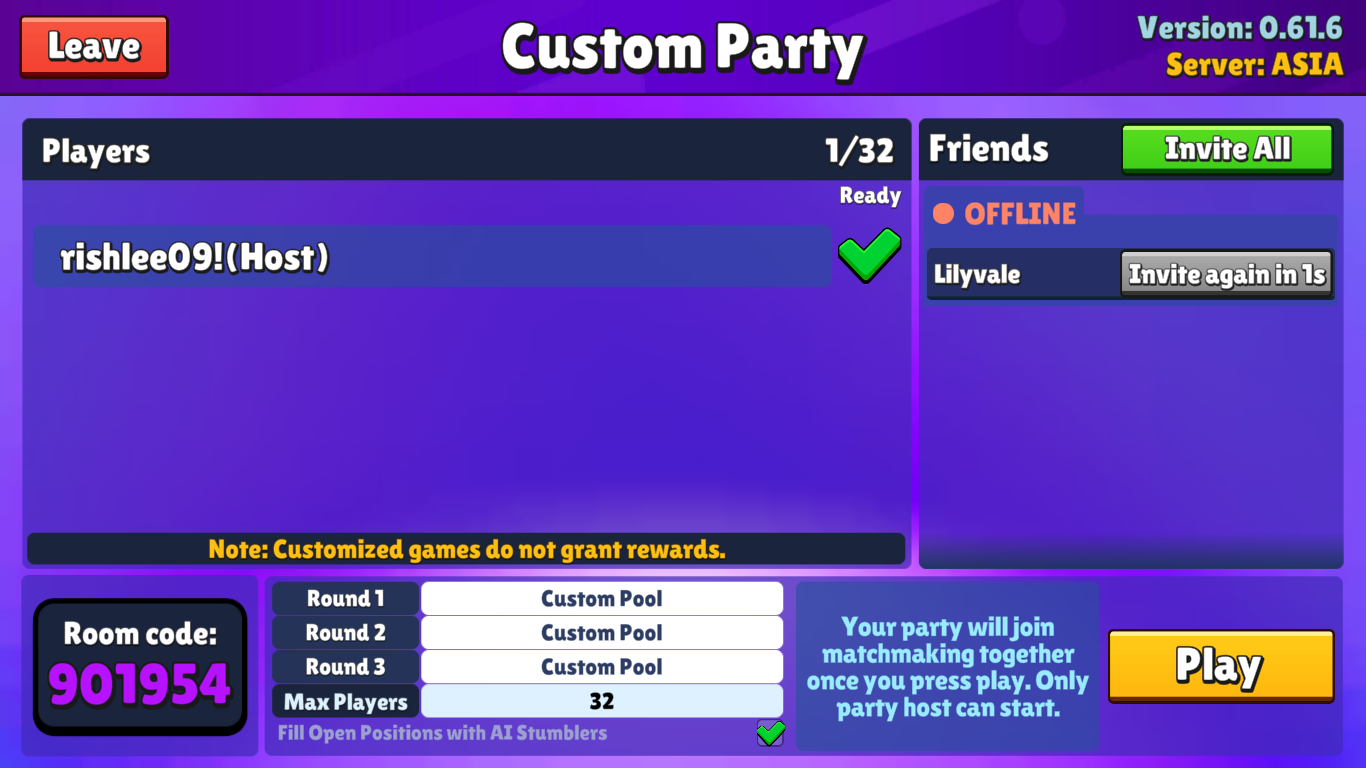 Leave
Custom Party
Version: 0.61.6
Server: ASIA
Players
1/32
Ready
rishlee09!(Host)
Note: Customized games do not grant rewards.
Friends
Invite All
OFFLINE
Lilyvale
Invite again in 1s
Room code:
901954
Round 1
Custom Pool
Round 2
Custom Pool
Round 3
Custom Pool
Max Players
32
Fill Open Positions with AI Stumblers
Your party will join
matchmaking together
once you press play. Only
party host can start.
Play